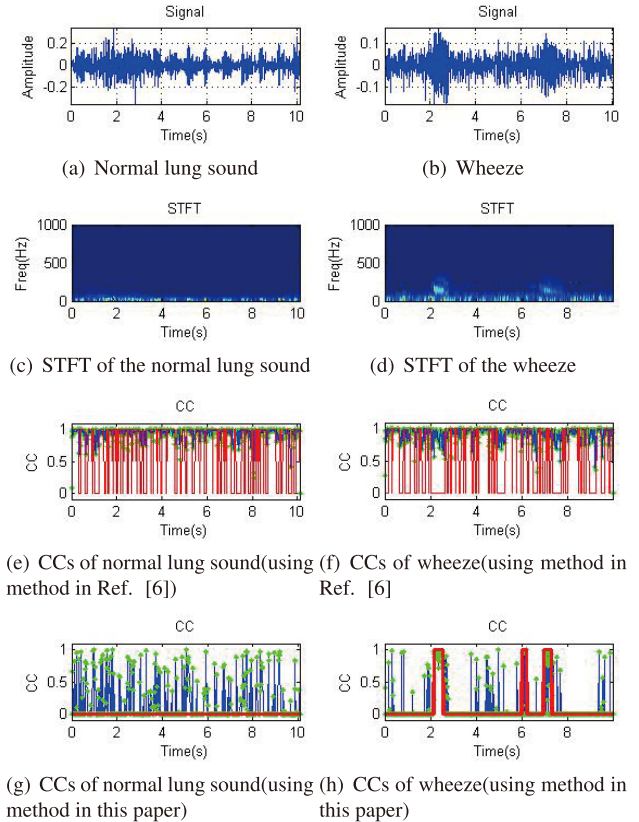 Signal
Amplitude
0.2
0
-0.2
0 2 4 6 8 10
Time(s)
(a) Normal lung sound
Signal
Amplitude
0.1
0
-0.1
0 2 4 6 8 10
Time(s)
(b) Wheeze
STFT
Freq(Hz)
1000
500
0
0 2 4 6 8 10
Time(s)
(c) STFT of the normal lung sound
STFT
Freq(Hz)
1000
500
0
0 2 4 6 8 10
Time(s)
(d) STFT of the wheeze
CC
CC
1
0.5
0
0 2 4 6 8 10
Time(s)
(e) CCs of normal lung sound(using
method in Ref. [6])
CC
CC
1
0.5
0
0 2 4 6 8 10
Time(s)
(f) CCs of wheeze(using method in
Ref. [6]
CC
CC
1
0.5
0
0 2 4 6 8 10
Time(s)
(g) CCs of normal lung sound(using
method in this paper)
CC
CC
1
0.5
0
0 2 4 6 8
Time(s)
(h) CCs of wheeze(using method in
this paper)